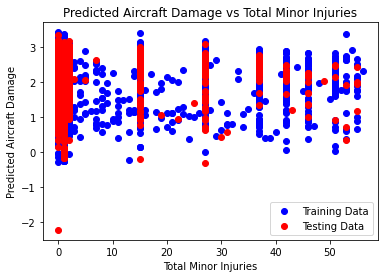 Predicted Aircraft Damage vs Total Minor Injuries
Predicted Aircraft Damage
3
2
1
0
−1
−2
0
10
20
30
40
50
Total Minor Injuries
Training Data
Testing Data